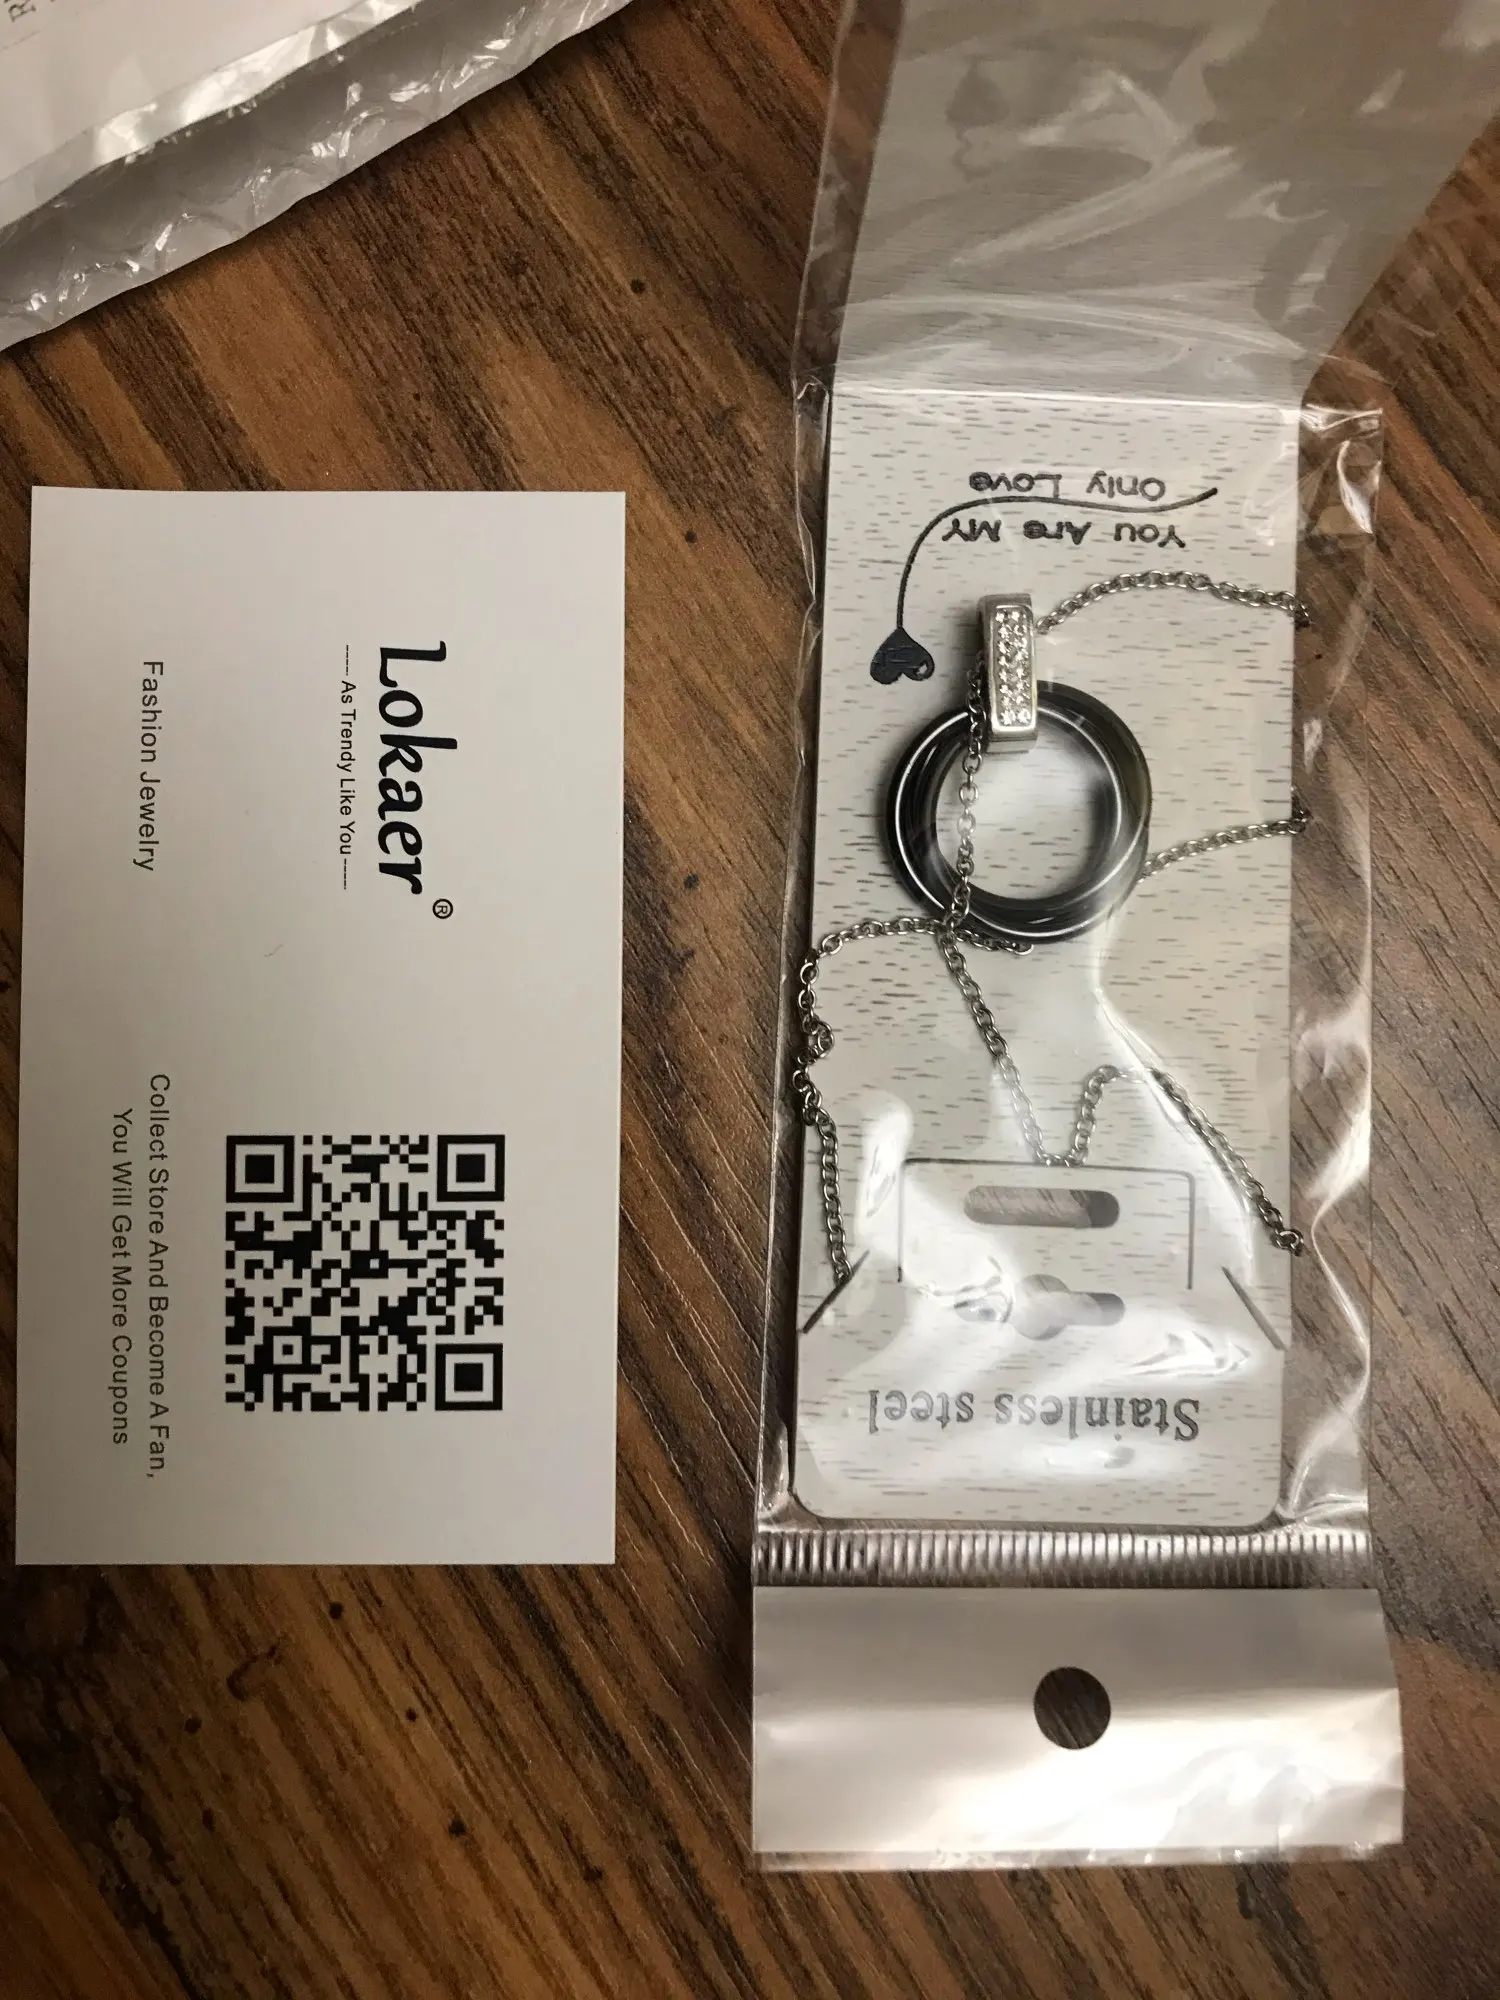 Lokaer®
As Trendy Like You
Fashion Jewelry
Collect Store And Become A Fan,
You Will Get More Coupons
Stainless steel
You Are MY
Only Love